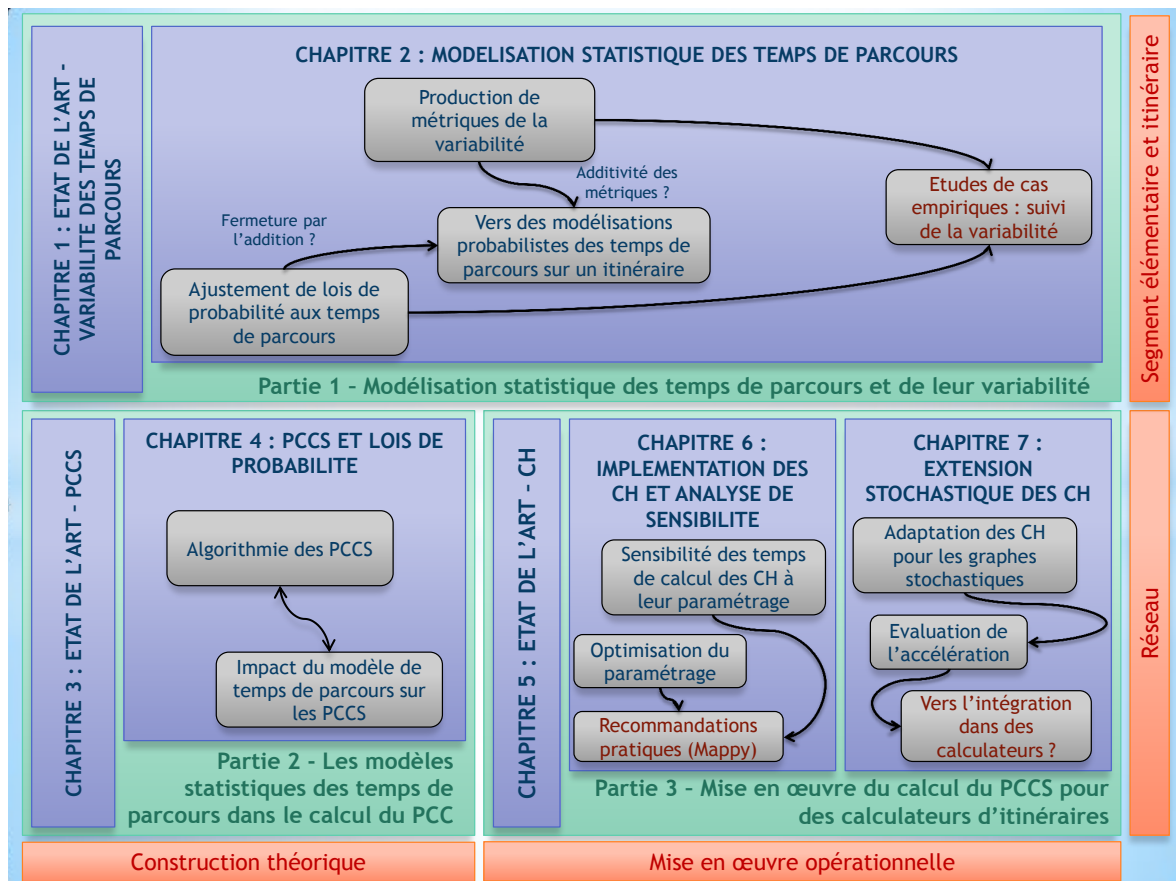 CHAPITRE 1 : ETAT DE L'ART -
VARIABILITE DES TEMPS DE
PARCOURS
CHAPITRE 2 : MODELISATION STATISTIQUE DES TEMPS DE PARCOURS
Production de
métriques de la
variabilité
Additivité des
métriques ?
Fermeture par
l'addition ?
Vers des modélisations
probabilistes des temps de
parcours sur un itinéraire
Ajustement de lois de
probabilité aux temps
de parcours
Etudes de cas
empiriques : suivi
de la variabilité
Partie 1 – Modélisation statistique des temps de parcours et de leur variabilité
Segment élémentaire et itinéraire
CHAPITRE 3 : ETAT DE L'ART - PCCS
CHAPITRE 4 : PCCS ET LOIS DE
PROBABILITE
Algorithmie des PCCS
Impact du modèle de
temps de parcours sur
les PCCS
Partie 2 - Les modèles
statistiques des temps de
parcours dans le calcul du PCC
CHAPITRE 5 : ETAT DE L'ART - CH
CHAPITRE 6 :
IMPLEMENTATION DES
CH ET ANALYSE DE
SENSIBILITE
Sensibilité des temps
de calcul des CH à
leur paramétrage
Optimisation du
paramétrage
Recommandations
pratiques (Mappy)
CHAPITRE 7 :
EXTENSION
STOCHASTIQUE DES CH
Adaptation des CH
pour les graphes
stochastiques
Evaluation de
l'accélération
Vers l'intégration
dans des
calculateurs ?
Partie 3 – Mise en œuvre du calcul du PCCS pour
des calculateurs d'itinéraires
Réseau
Construction théorique
Mise en œuvre opérationnelle